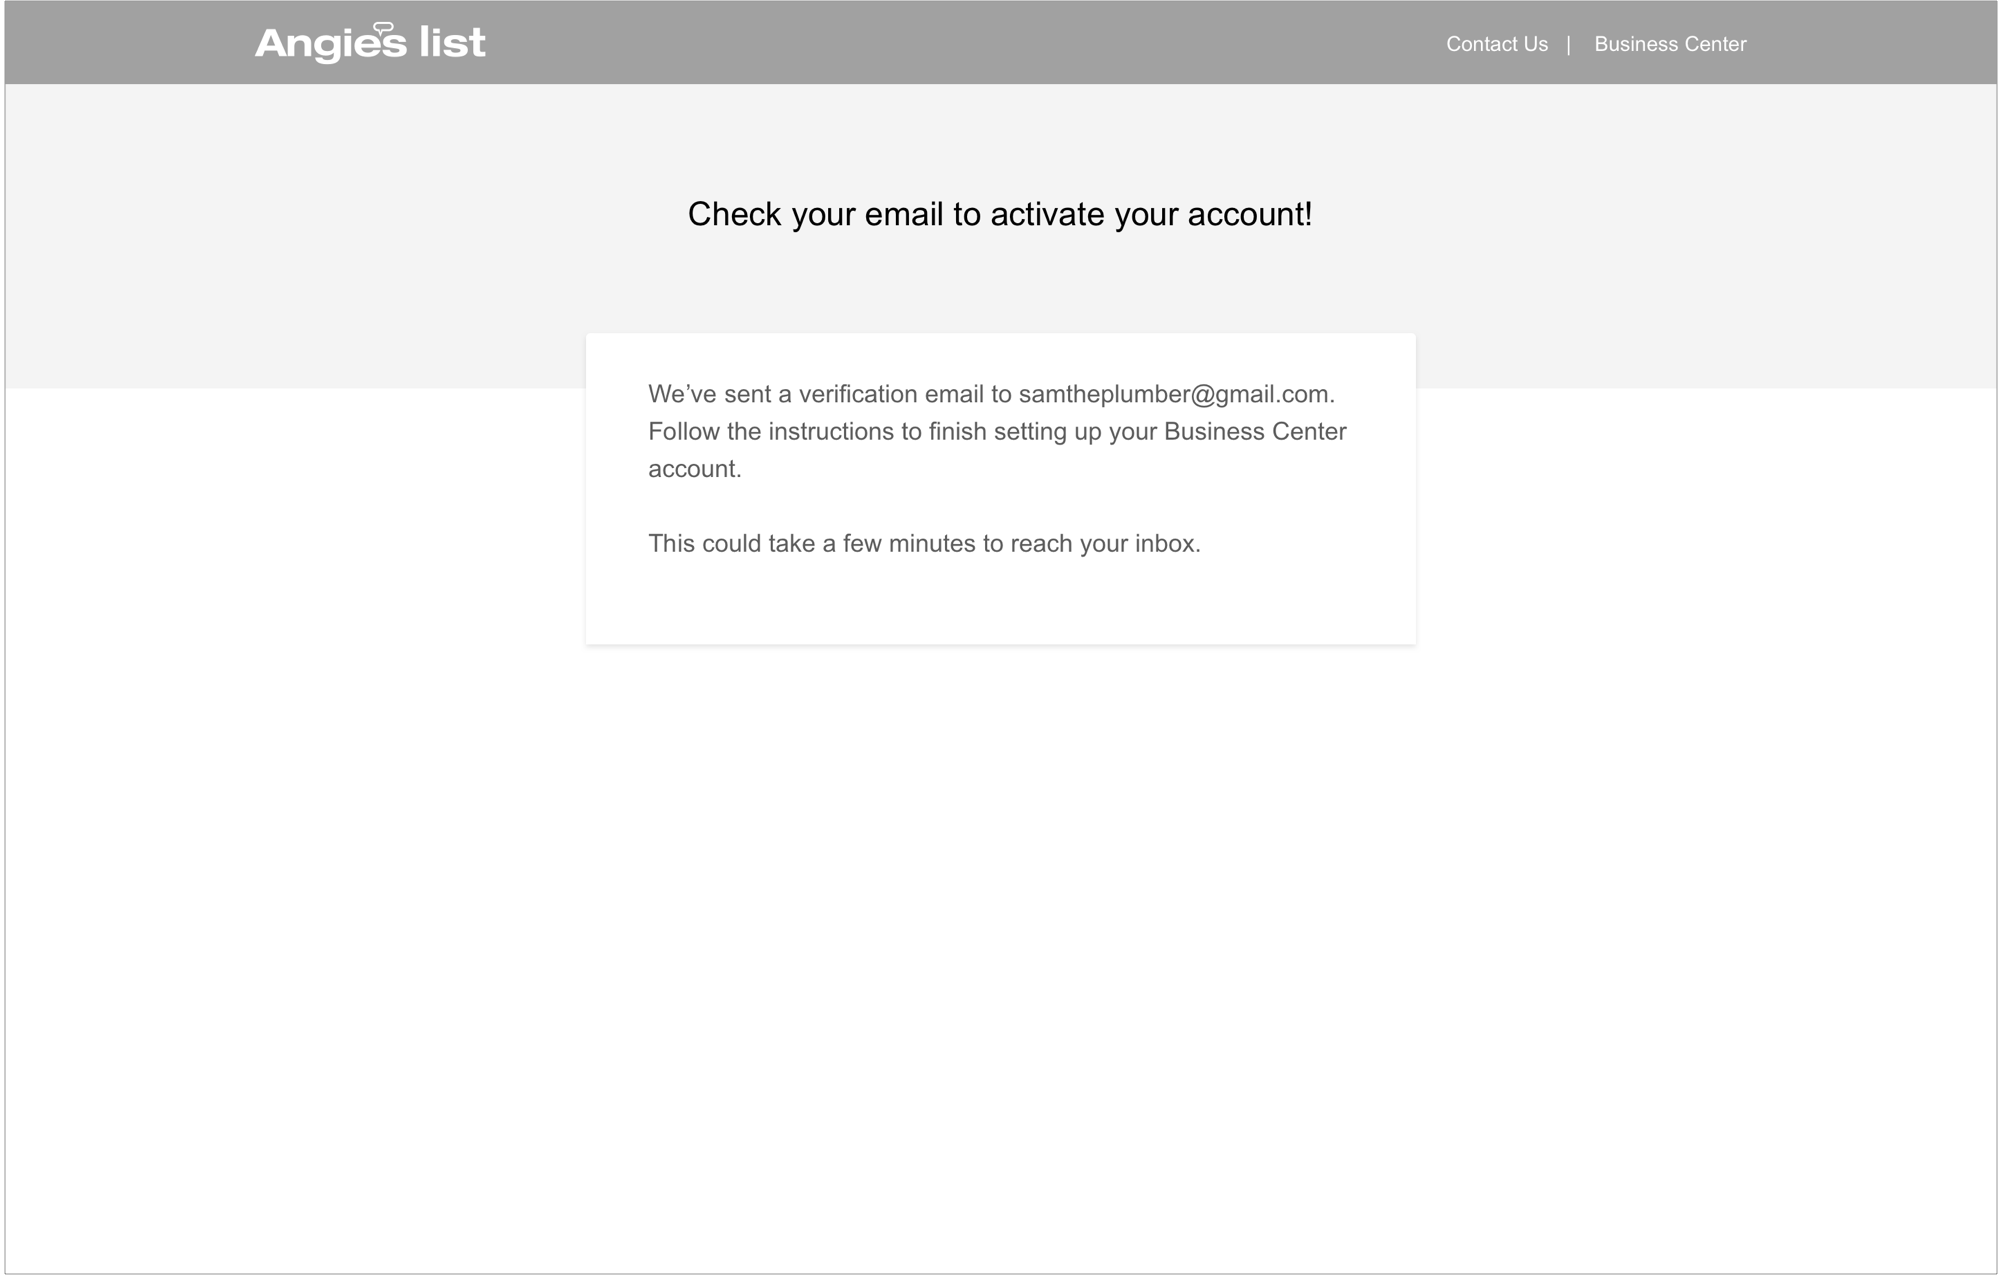 Angie's list
Contact Us | Business Center
Check your email to activate your account!
We’ve sent a verification email to samtheplumber@gmail.com.
Follow the instructions to finish setting up your Business Center
account.
This could take a few minutes to reach your inbox.